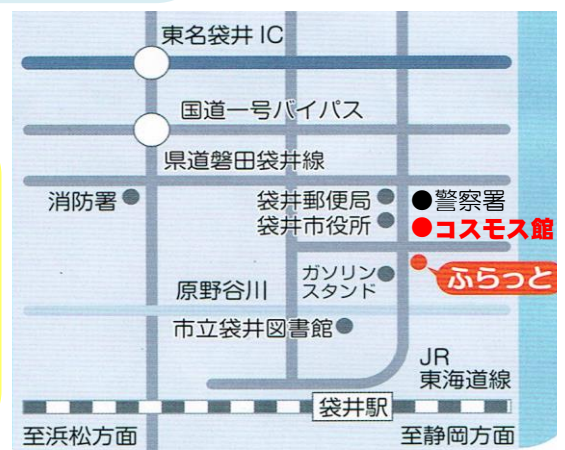 東名袋井 IC
国道一号バイパス
県道磐田袋井線
消防署
袋井郵便局
警察署
袋井市役所
コスモス館
ガソリン
スタンド
ふらっと
原野谷川
市立袋井図書館
JR
東海道線
袋井駅
至浜松方面
至静岡方面